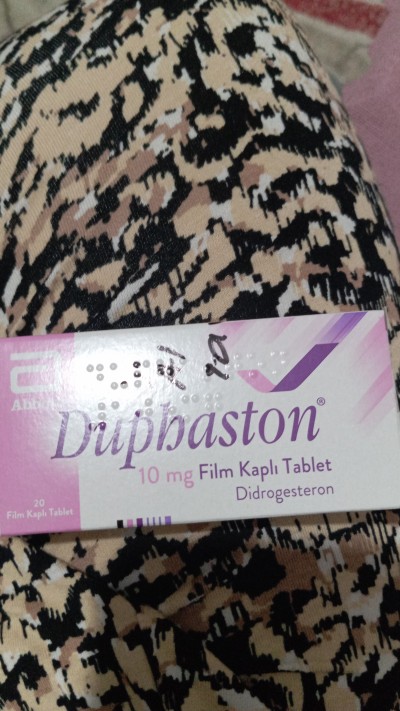 Duphaston®
10 mg Film Kaplı Tablet
Didrogesteron
20
Film Kaplı Tablet